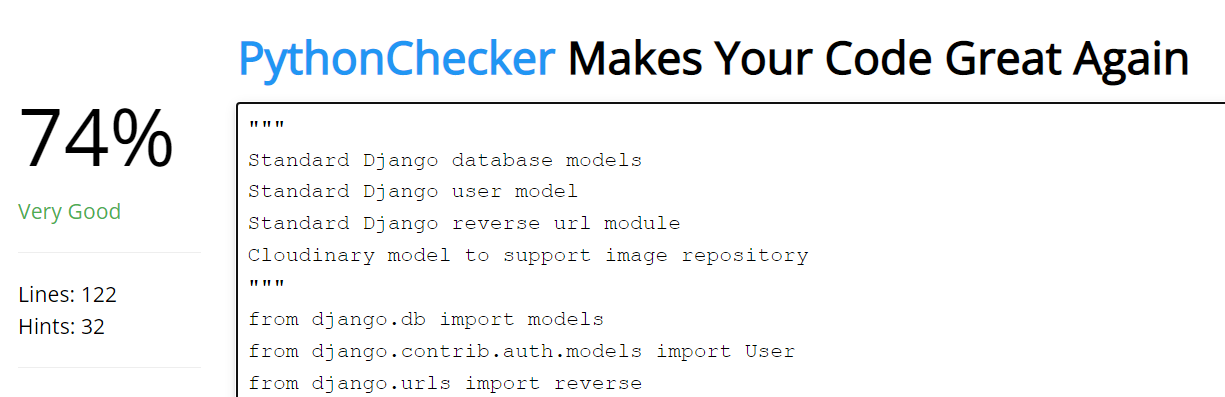 PythonChecker Makes Your Code Great Again
74%
Very Good
Lines: 122
Hints: 32
"""
Standard Django database models
Standard Django user model
Standard Django reverse url module
Cloudinary model to support image repository
"""
from django.db import models
from django.contrib.auth.models import User
from django.urls import reverse